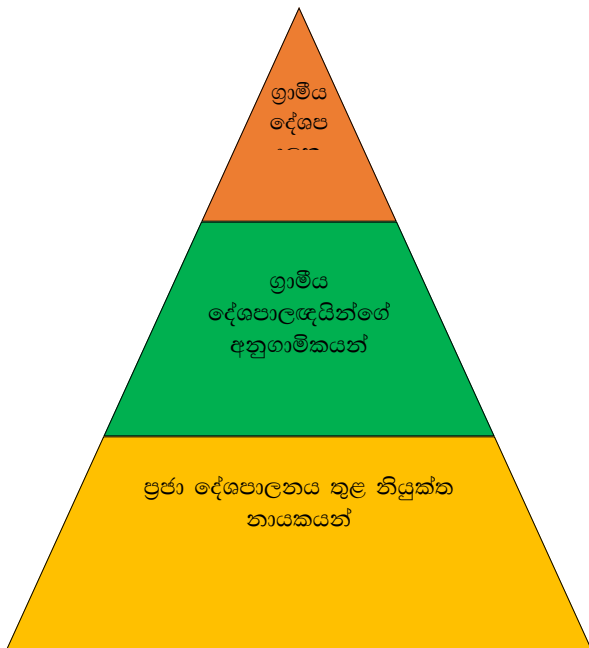 ග්‍රාමීය
දේශප
ග්‍රාමීය
දේශපාලඥයින්ගේ
අනුගාමිකයන්
ප්‍රජා දේශපාලනය තුළ නියුක්ත
නායකයන්